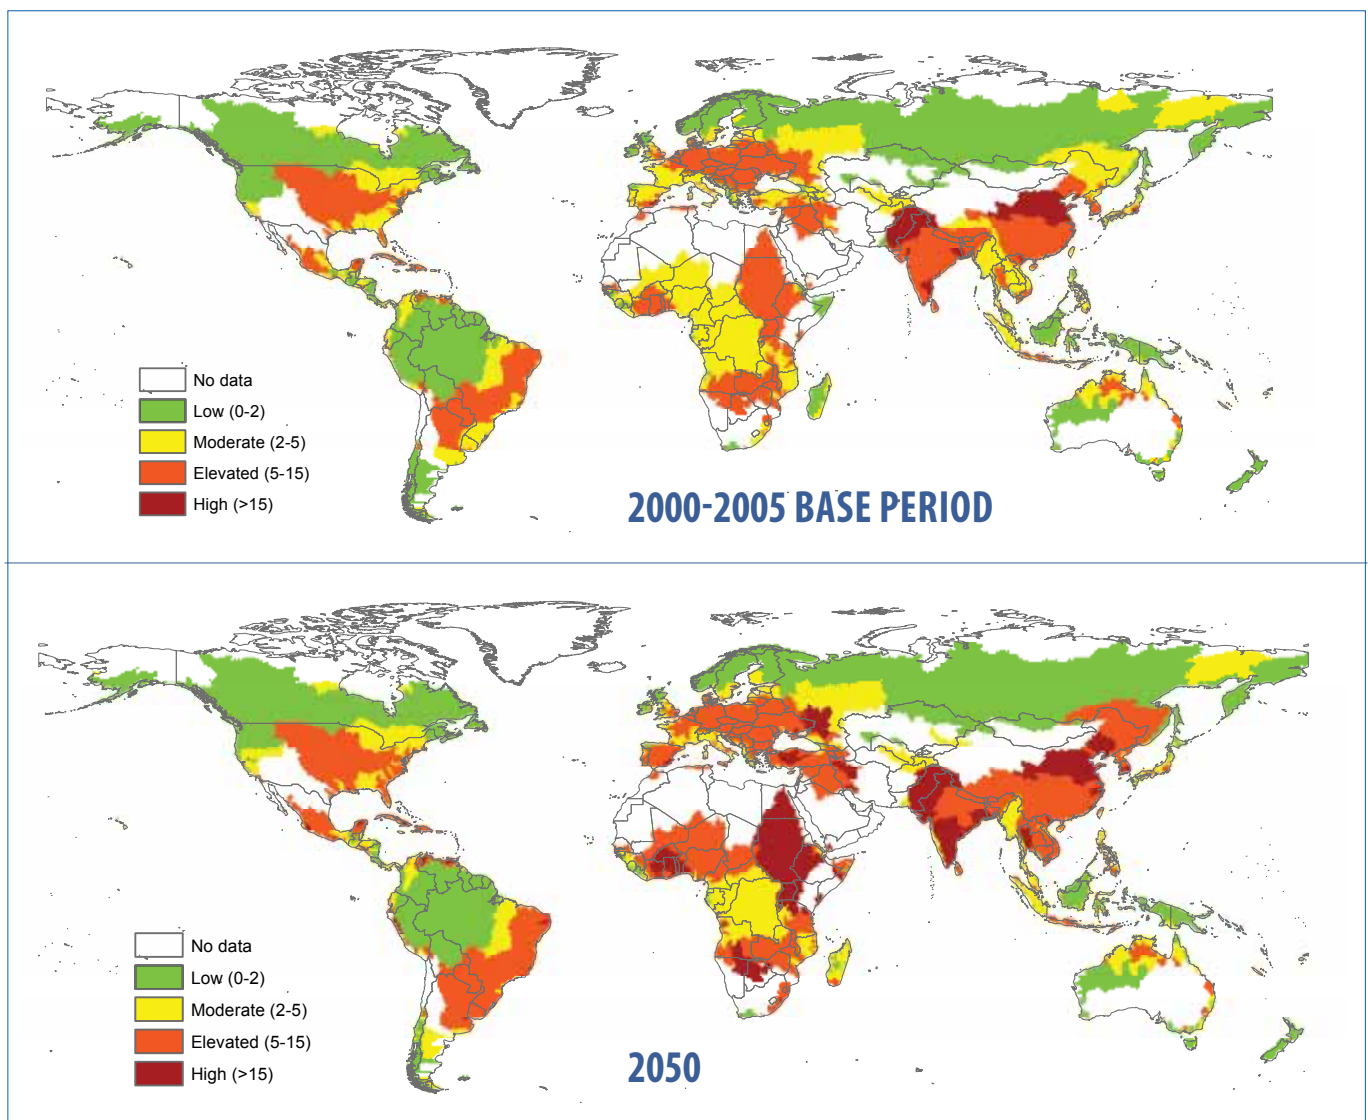 No data
Low (0-2)
Moderate (2-5)
Elevated (5-15)
High (>15)
2000-2005 BASE PERIOD
No data
Low (0-2)
Moderate (2-5)
Elevated (5-15)
High (>15)
2050